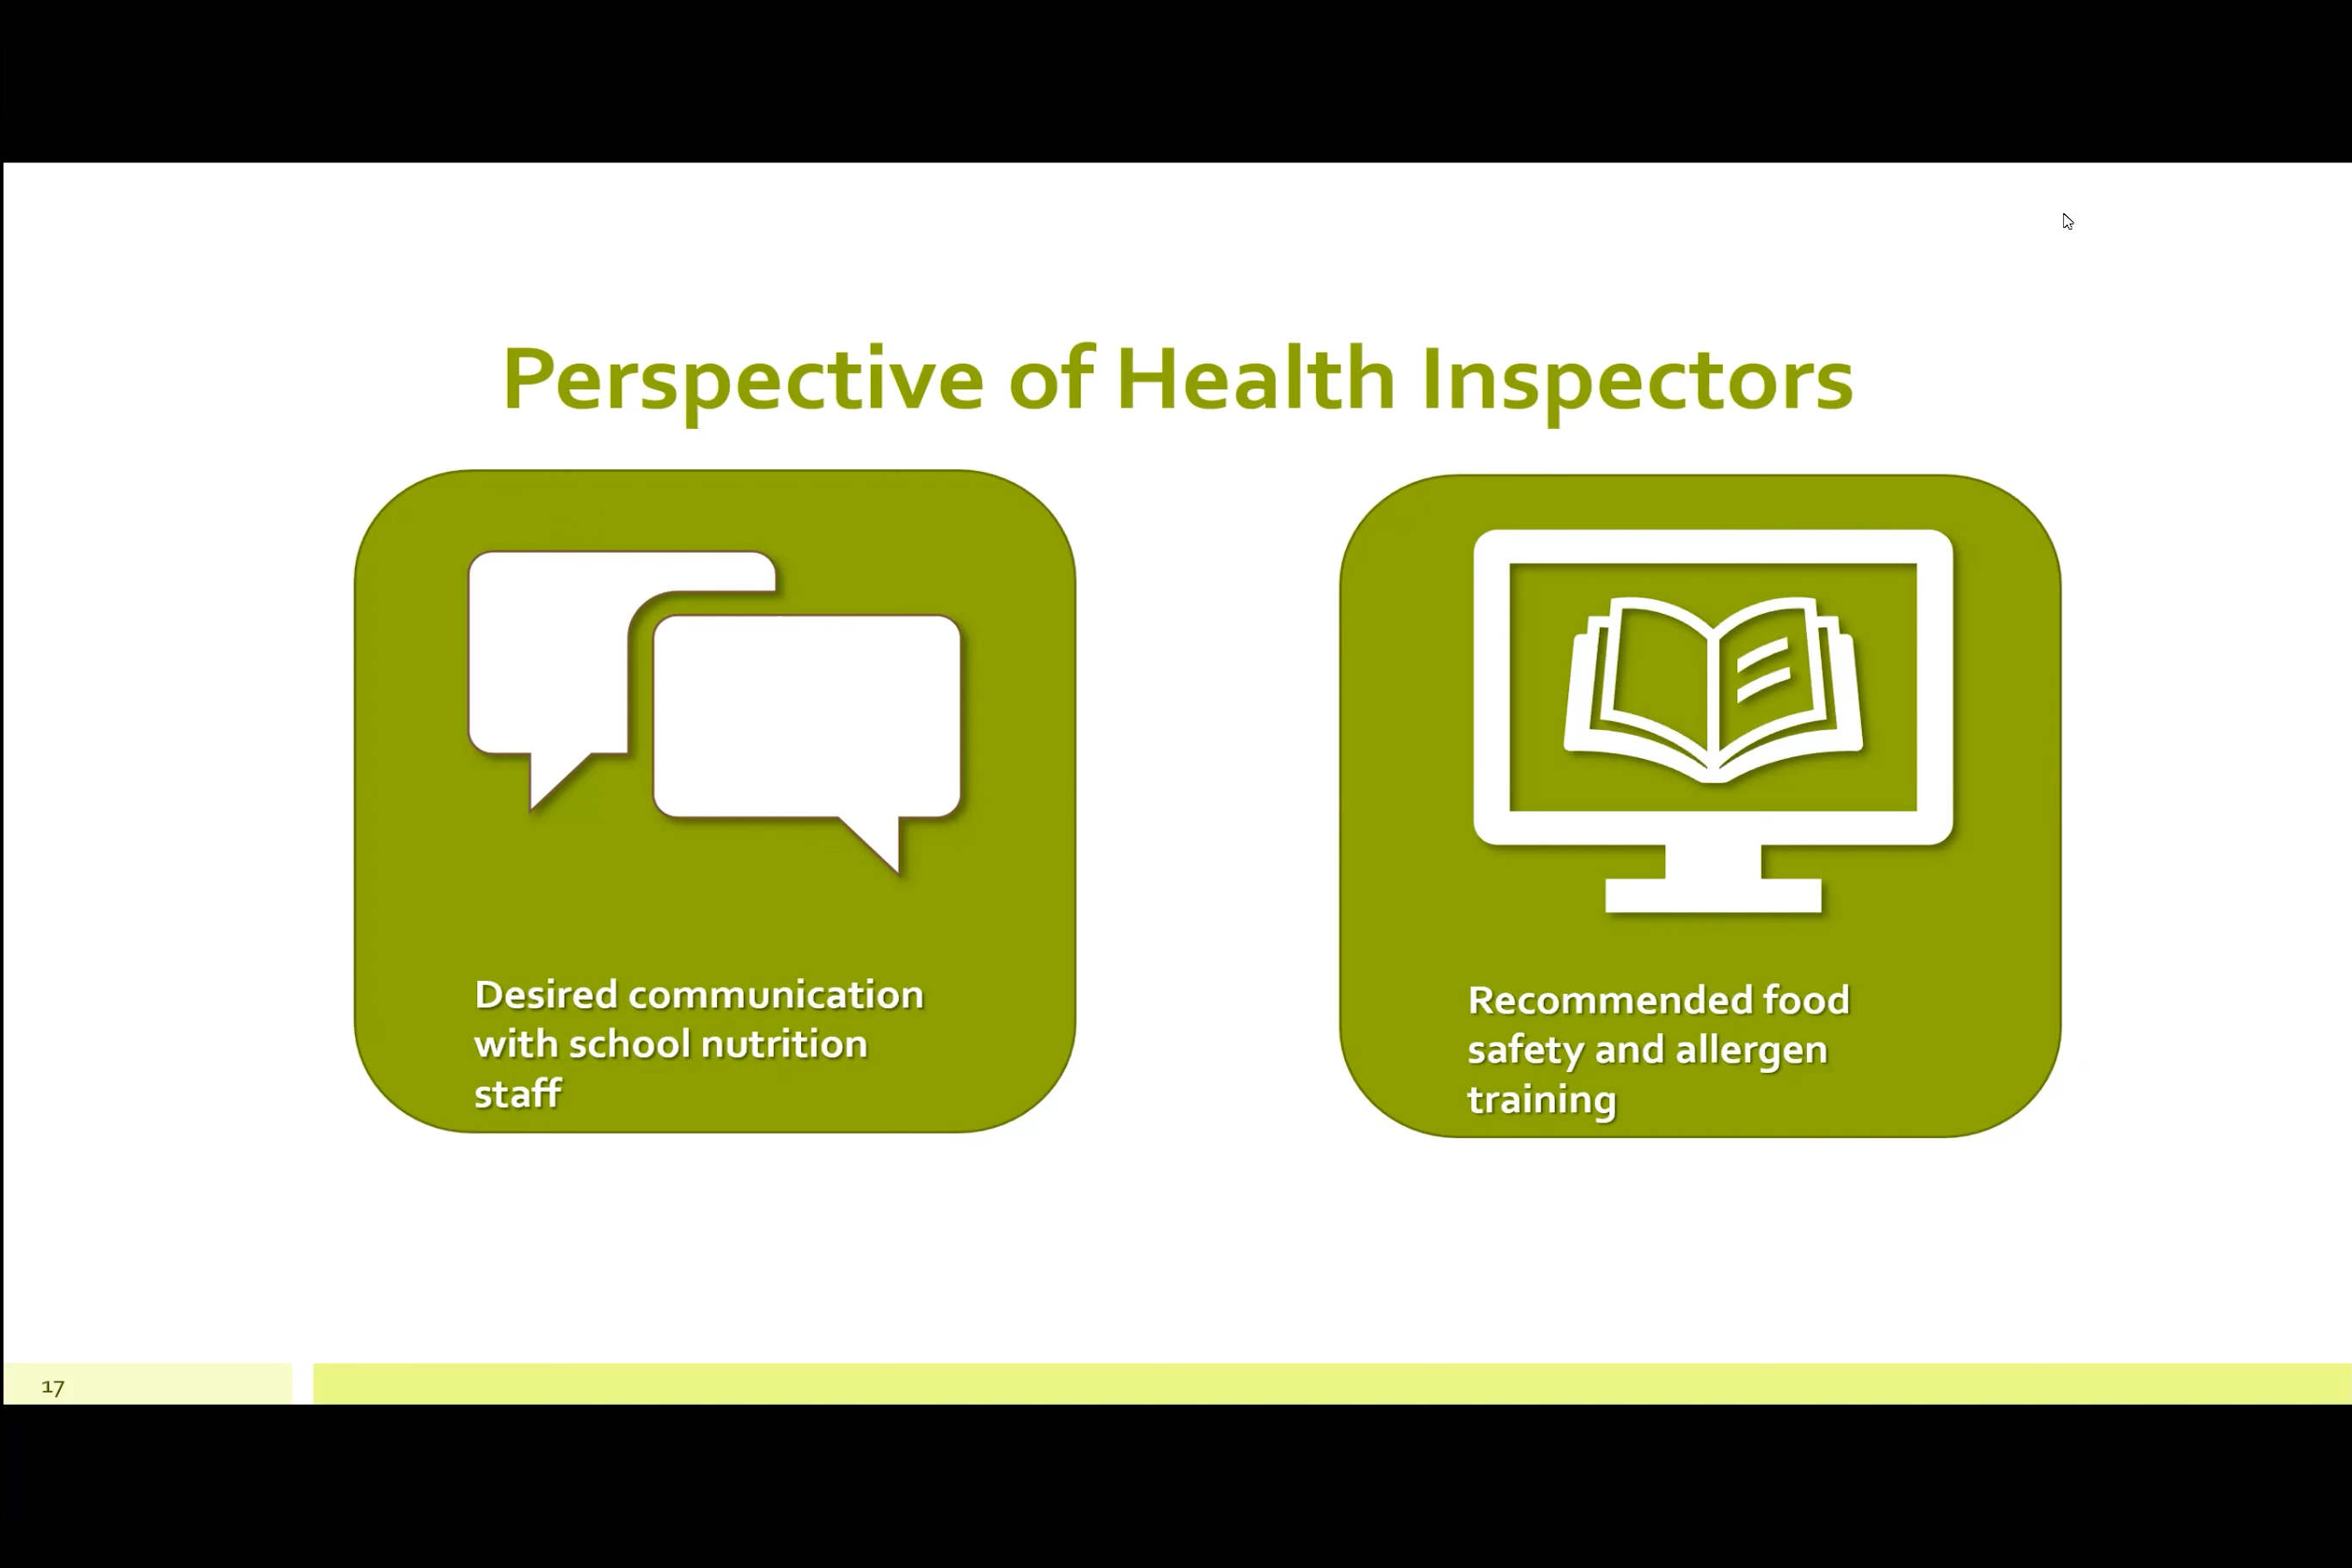 Perspective of Health Inspectors
Desired communication
with school nutrition
staff
Recommended food
safety and allergen
training
17